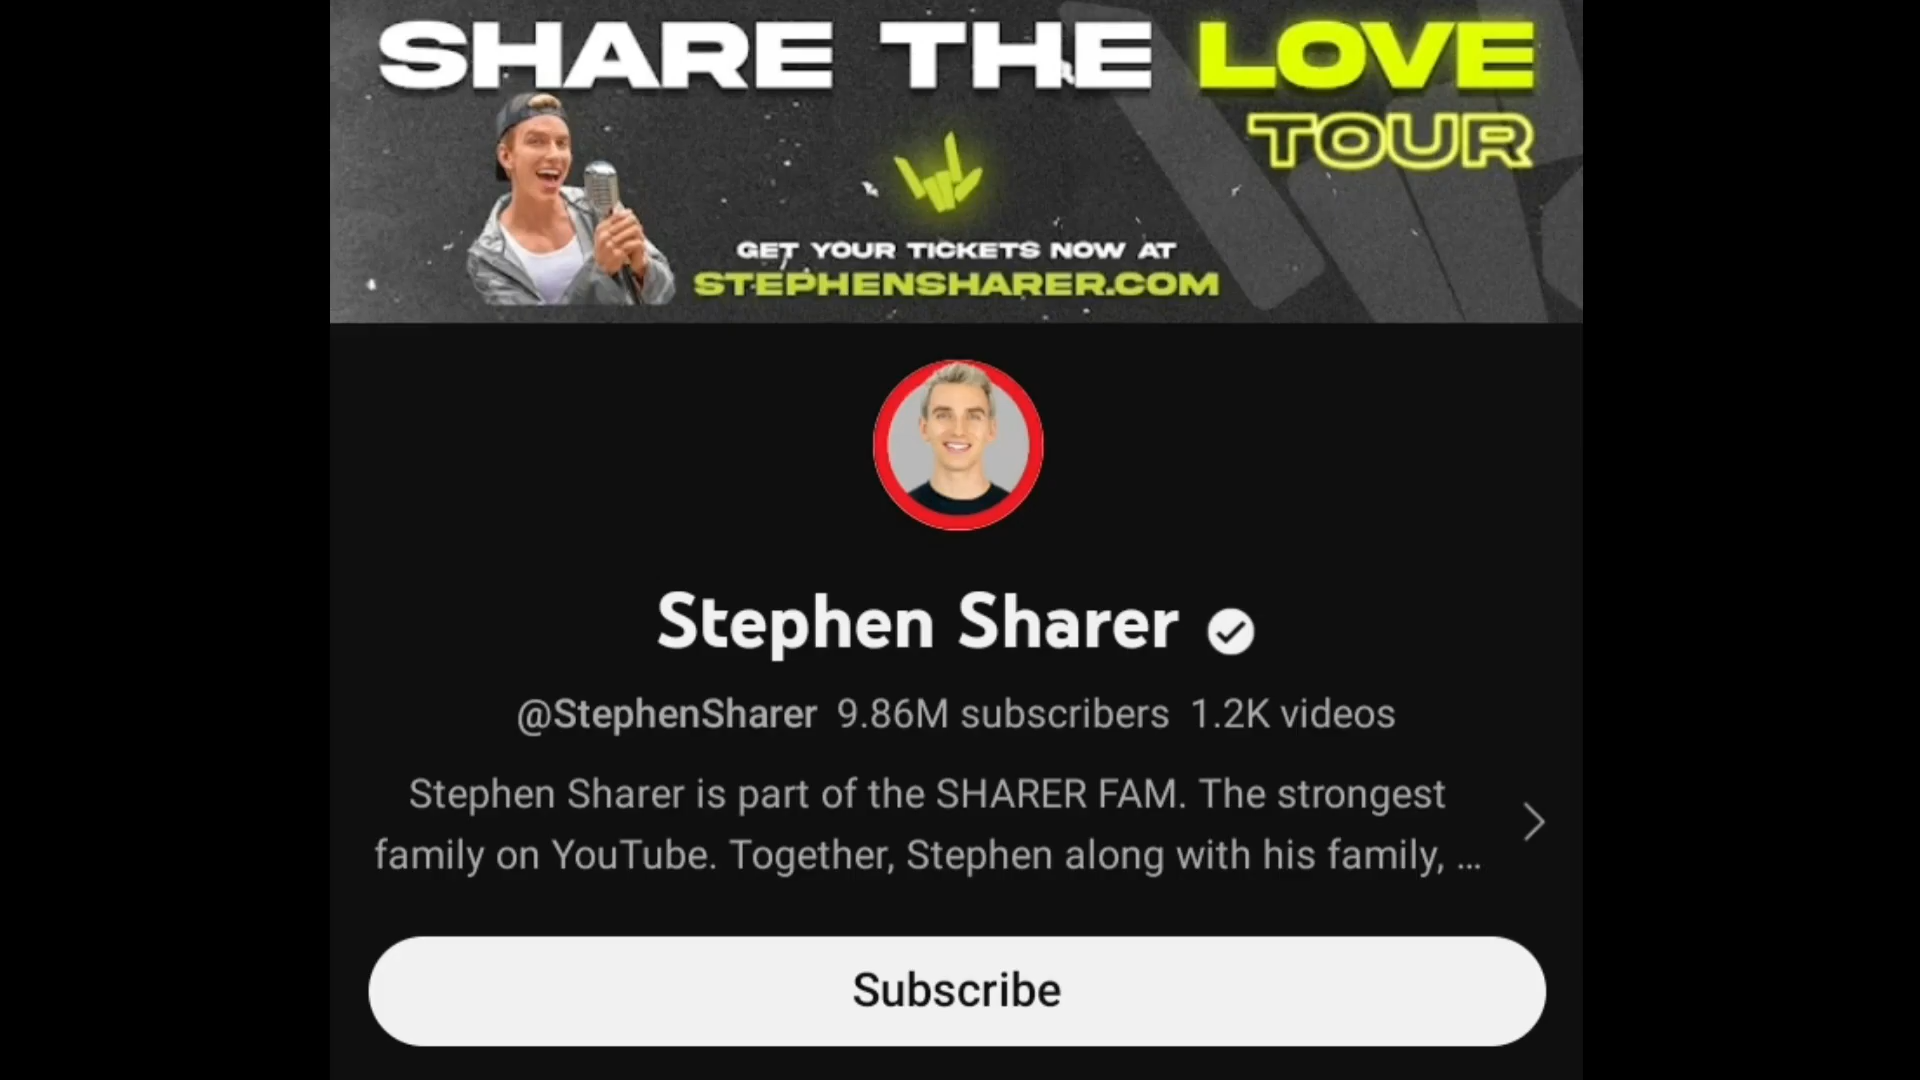 SHARE THE LOVE
TOUR
GET YOUR TICKETS NOW AT
STEPHENSHARER.COM
Stephen Sharer
@StephenSharer 9.86M subscribers 1.2K videos
Stephen Sharer is part of the SHARER FAM. The strongest
family on YouTube. Together, Stephen along with his family, ...
Subscribe